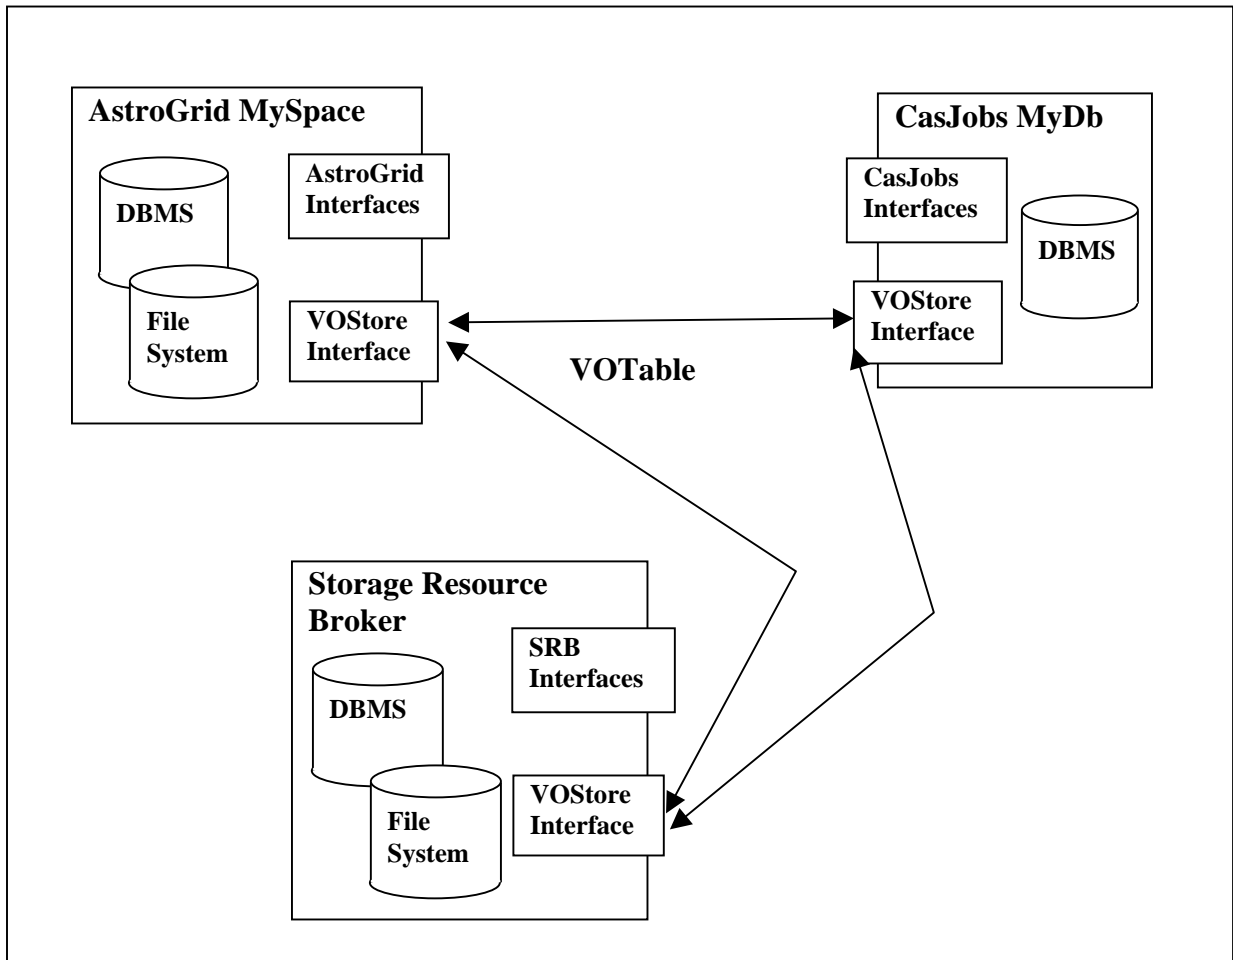 AstroGrid MySpace
DBMS
File
System
AstroGrid
Interfaces
VOStore
Interface
CasJobs MyDb
CasJobs
Interfaces
DBMS
VOStore
Interface
VOTable
Storage Resource
Broker
SRB
Interfaces
DBMS
File
System
VOStore
Interface